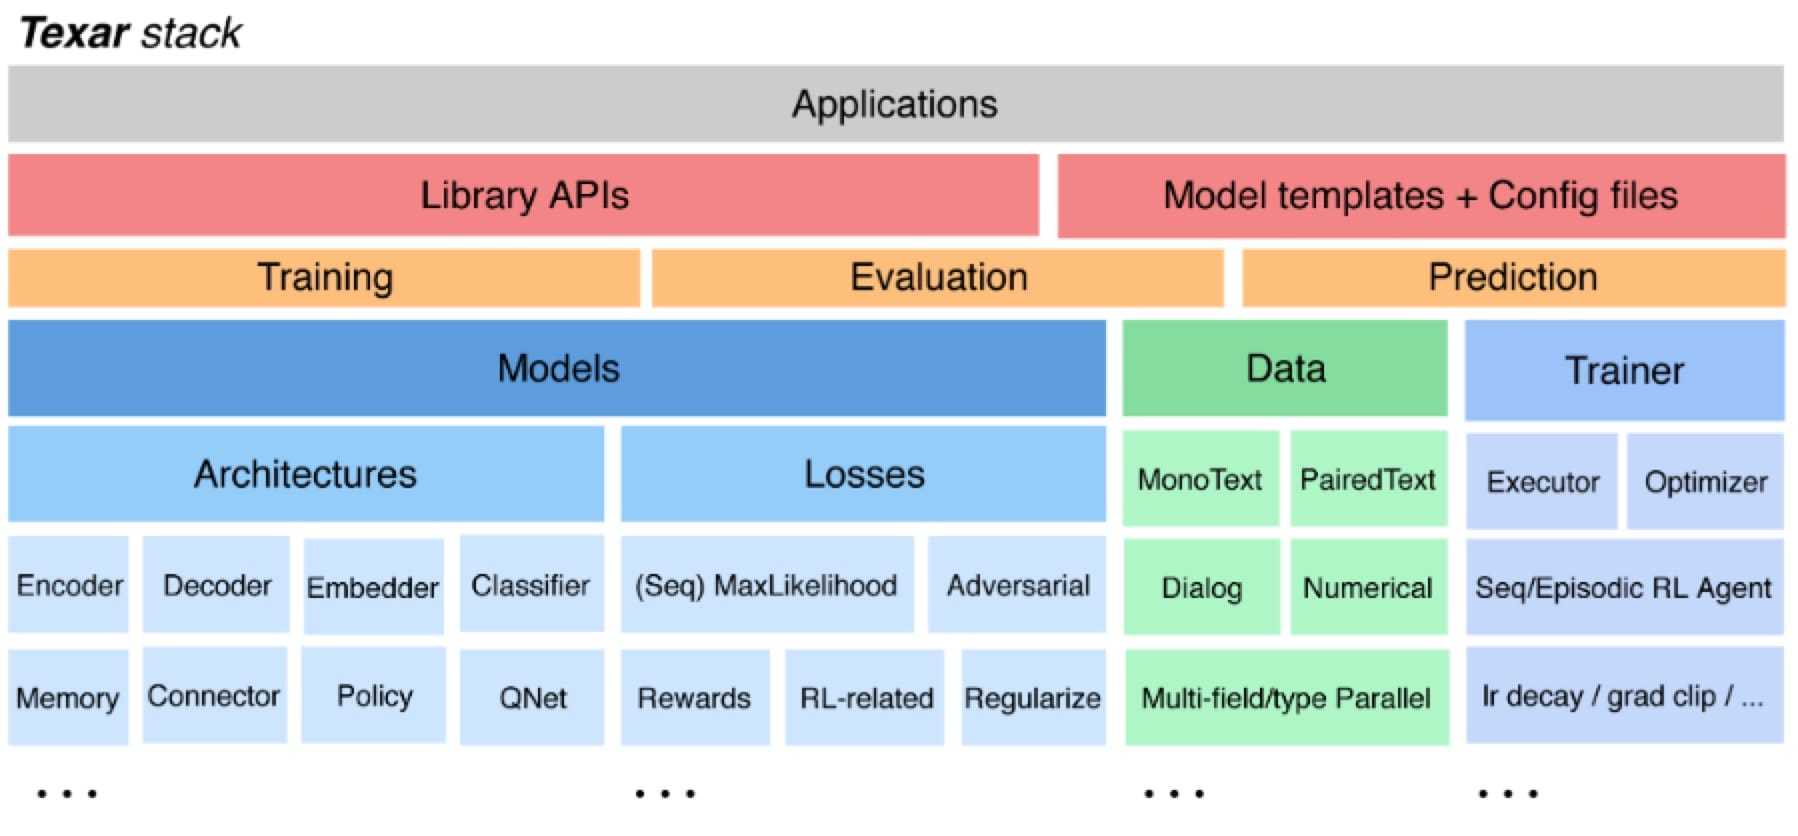 Texar stack
Applications
Library APIs
Model templates + Config files
Training
Evaluation
Prediction
Models
Data
Trainer
Architectures
Losses
MonoText
PairedText
Executor
Optimizer
Encoder
Decoder
Embedder
Classifier
(Seq) MaxLikelihood
Adversarial
Dialog
Numerical
Seq/Episodic RL Agent
Memory
Connector
Policy
QNet
Rewards
RL-related
Regularize
Multi-field/type Parallel
lr decay / grad clip / ...
...
...
...
...